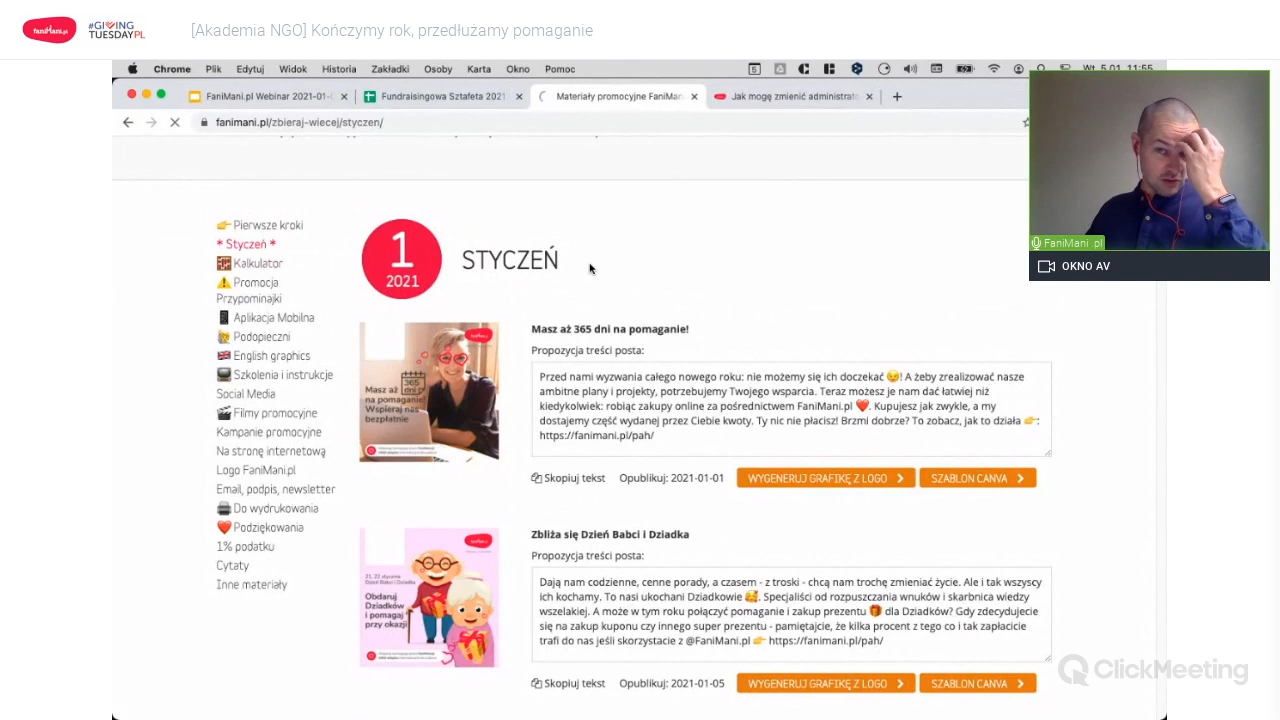 faniMani.pl
#GIVING
TUESDAYPL
[Akademia NGO] Kończymy rok, przedłużamy pomaganie
Chrome Plik Edytuj Widok Historia Zakładki Osoby Karta Okno Pomoc
Wt. 5.01 11:55
FaniMani.pl Webinar 2021-01-
Fundraisingowa Sztafeta 2021
Materiały promocyjne FaniMan
Jak mogę zmienić administrato
fanimani.pl/zbieraj-wiecej/styczen/
FaniMani pl
OKNO AV
Pierwsze kroki
* Styczeń *
Kalkulator
Promocja
Przypominajki
Aplikacja Mobilna
Podopieczni
English graphics
Szkolenia i instrukcje
Social Media
Filmy promocyjne
Kampanie promocyjne
Na stronę internetową
Logo FaniMani.pl
Email, podpis, newsletter
Do wydrukowania
Podziękowania
1% podatku
Cytaty
Inne materiały
1
2021
STYCZEŃ
Masz aż
365
dni
na pomaganie!
Wspieraj nas
bezpłatnie
Masz aż 365 dni na pomaganie!
Propozycja treści posta:
Przed nami wyzwania całego nowego roku: nie możemy się ich doczekać 😉! A żeby zrealizować nasze
ambitne plany i projekty, potrzebujemy Twojego wsparcia. Teraz możesz je nam dać łatwiej niż
kiedykolwiek: robiąc zakupy online za pośrednictwem FaniMani.pl ❤️. Kupujesz jak zwykle, a my
dostajemy część wydanej przez Ciebie kwoty. Ty nic nie płacisz! Brzmi dobrze? To zobacz, jak to działa 👉:
https://fanimani.pl/pah/
Skopiuj tekst Opublikuj: 2021-01-01 WYGENERUJ GRAFIKĘ Z LOGO SZABLON CANVA
21, 22 stycznia
Dzień Babci i Dziadka
Obdaruj
Dziadków
i pomagaj
przy okazji
Zbliża się Dzień Babci i Dziadka
Propozycja treści posta:
Dają nam codzienne, cenne porady, a czasem - z troski - chcą nam trochę zmieniać życie. Ale i tak wszyscy
ich kochamy. To nasi ukochani Dziadkowie 🥰. Specjaliści od rozpuszczania wnuków i skarbnica wiedzy
wszelakiej. A może w tym roku połączyć pomaganie i zakup prezentu 🎁 dla Dziadków? Gdy zdecydujecie
się na zakup kuponu czy innego super prezentu - pamiętajcie, że kilka procent z tego co i tak zapłacicie
trafi do nas jeśli skorzystacie z @FaniMani.pl 👉 https://fanimani.pl/pah/
Skopiuj tekst Opublikuj: 2021-01-05 WYGENERUJ GRAFIKĘ Z LOGO SZABLON CANVA
ClickMeeting